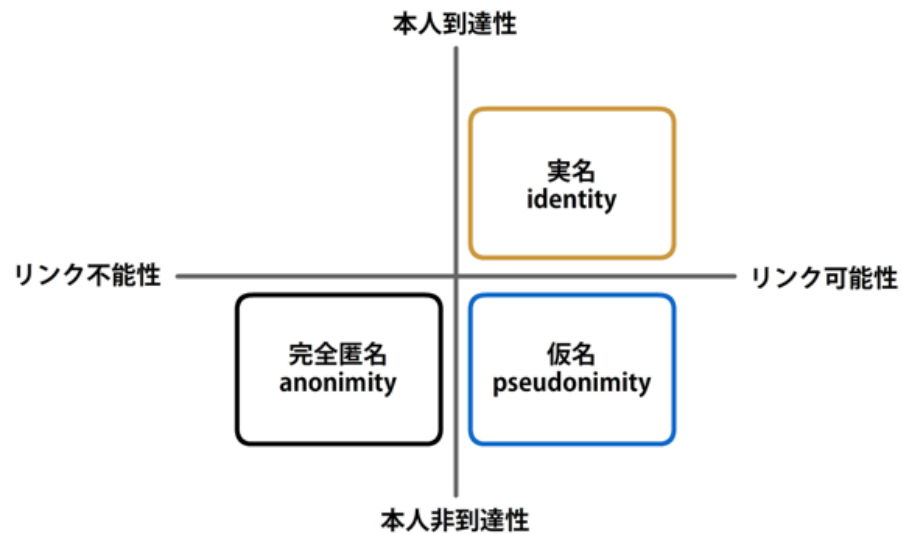 本人到達性
実名
identity
リンク不能性
リンク可能性
完全匿名
anonimity
仮名
pseudonimity
本人非到達性